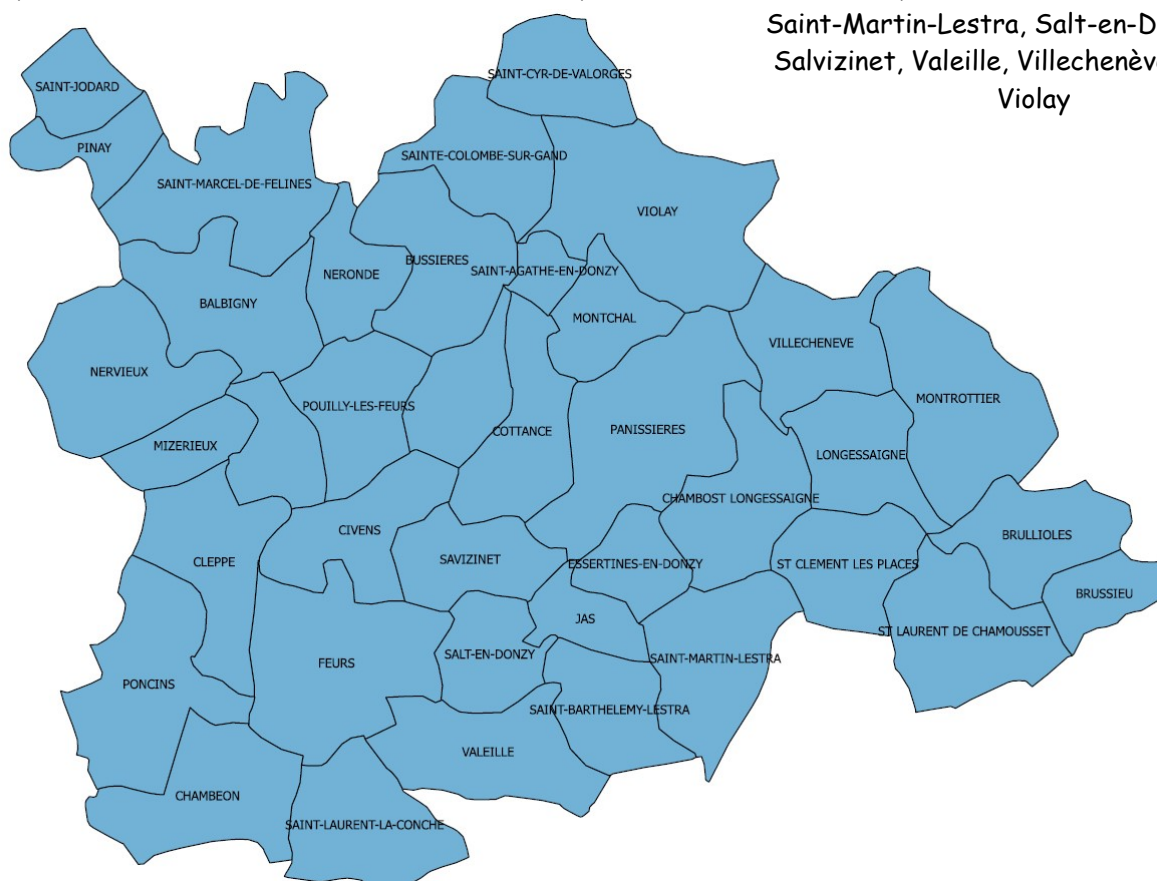 Saint-Martin-Lestra, Salt-en-D
Salvizinet, Valeille, Villechenèv
Violay
SAINT-CYR-DE-VALORGES
SAINT-JODARD
PINAY
SAINTE-COLOMBE-SUR-GAND
SAINT-MARCEL-DE-FELINES
VIOLAY
BUSSIERES
SAINT-AGATHE-EN-DONZY
NERONDE
BALBIGNY
MONTCHAL
VILLECHENEVE
NERVIEUX
MONTROTTIER
POUILLY-LES-FEURS
COTTANCE
PANISSIERES
MIZERIEUX
LONGESSAIGNE
CHAMBOST LONGESSAIGNE
CIVENS
BRULLIOLES
CLEPPE
SAVIZINET
ESSERTINES-EN-DONZY
ST CLEMENT LES PLACES
BRUSSIEU
JAS
ST LAURENT DE CHAMOUSSET
SALT-EN-DONZY
SAINT-MARTIN-LESTRA
FEURS
PONCINS
SAINT-BARTHELEMY-LESTRA
VALEILLE
CHAMBEON
SAINT-LAURENT-LA-CONCHE